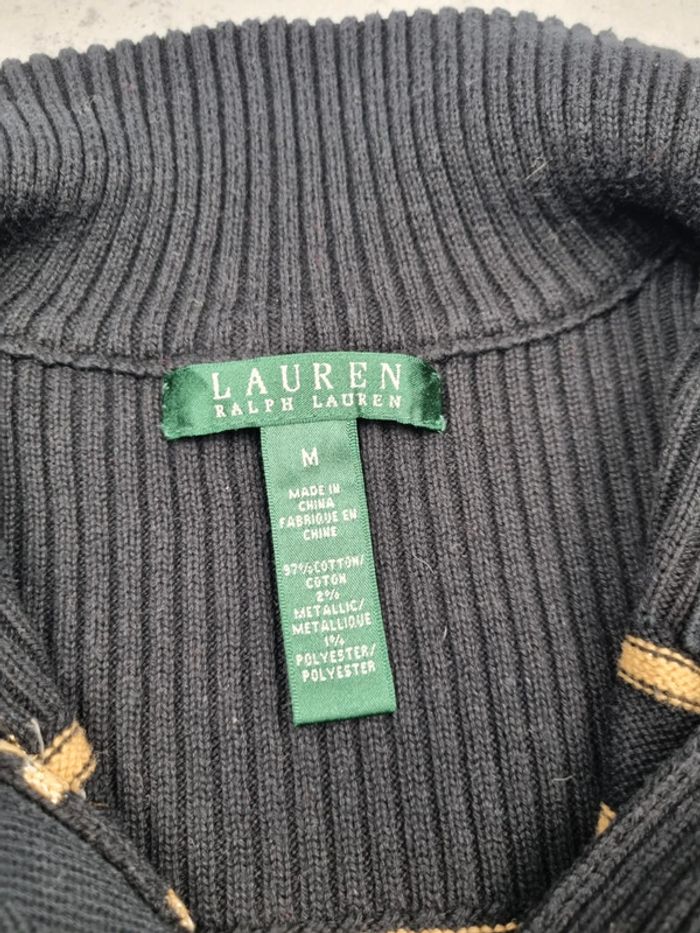 LAUREN
RALPH LAUREN
M
MADE IN
CHINA
FABRIQUE EN
CHINE
97%COTTON/
COTON
2%
METALLIC/
METALLIQUE
1%
POLYESTER/
POLYESTER